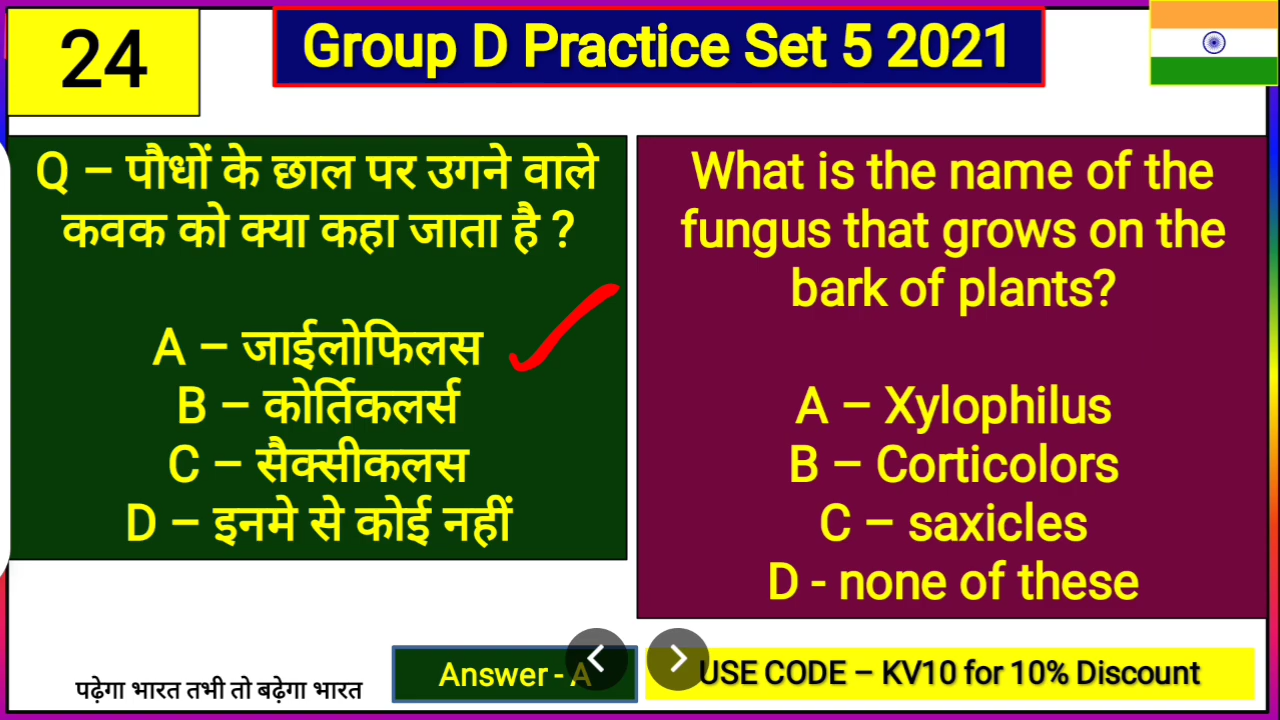 24
Group D Practice Set 5 2021
Q – पौधों के छाल पर उगने वाले
कवक को क्या कहा जाता है ?
A – जाईलोफिलस
B – कोर्तिकलर्स
C – सैक्सीकलस
D – इनमे से कोई नहीं
What is the name of the
fungus that grows on the
bark of plants?
A – Xylophilus
B – Corticolors
C – saxicles
D - none of these
पढ़ेगा भारत तभी तो बढ़ेगा भारत
Answer - A
USE CODE – KV10 for 10% Discount